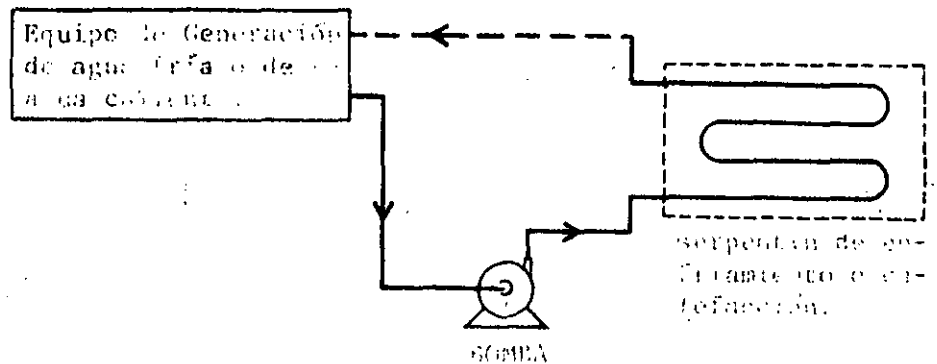 Equipo de Generación
de agua fría o de
agua caliente.
serpentín de en-
friamiento o ca-
lefacción.
BOMBA